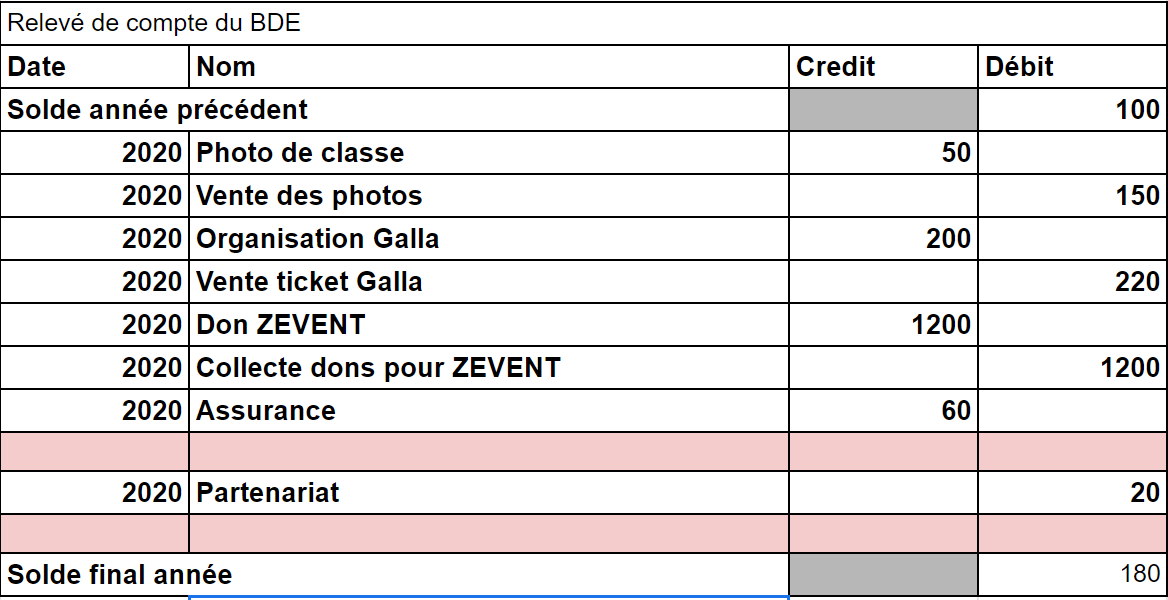 Relevé de compte du BDE
Date Nom Credit Débit
Solde année précédent 100
2020 Photo de classe 50
2020 Vente des photos 150
2020 Organisation Galla 200
2020 Vente ticket Galla 220
2020 Don ZEVENT 1200
2020 Collecte dons pour ZEVENT 1200
2020 Assurance 60
2020 Partenariat 20
Solde final année 180